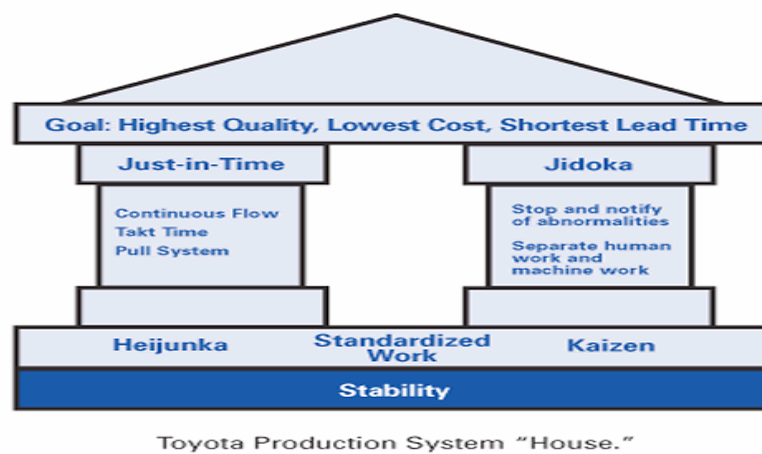 Goal: Highest Quality, Lowest Cost, Shortest Lead Time
Just-in-Time
Continuous Flow
Takt Time
Pull System
Jidoka
Stop and notify
of abnormalities
Separate human
work and
machine work
Heijunka
Standardized
Work
Kaizen
Stability
Toyota Production System “House.”